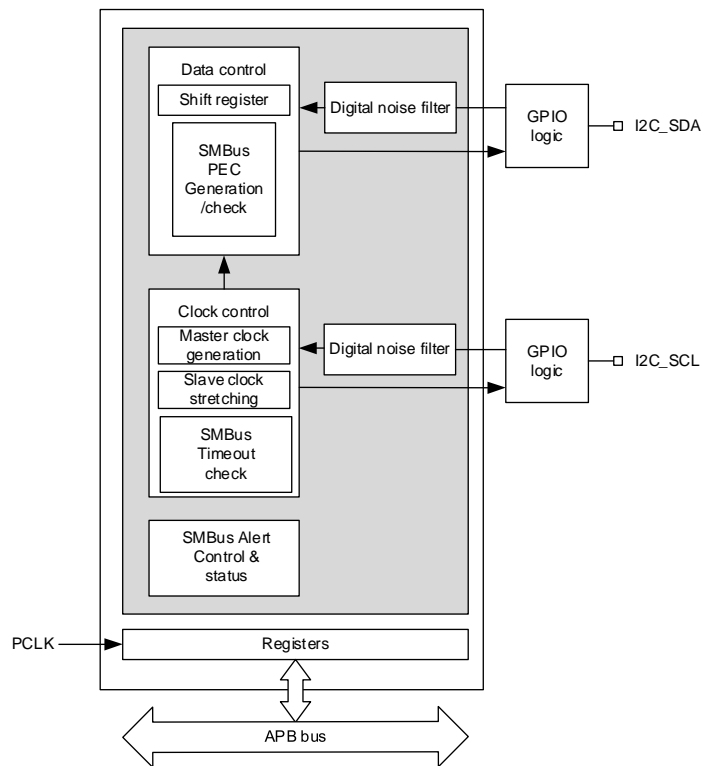 Data control
Shift register
SMBus
PEC
Generation
/check
Digital noise filter
GPIO
logic
I2C_SDA
Clock control
Master clock
generation
Slave clock
stretching
SMBus
Timeout
check
Digital noise filter
GPIO
logic
I2C_SCL
SMBus Alert
Control &
status
PCLK
Registers
APB bus